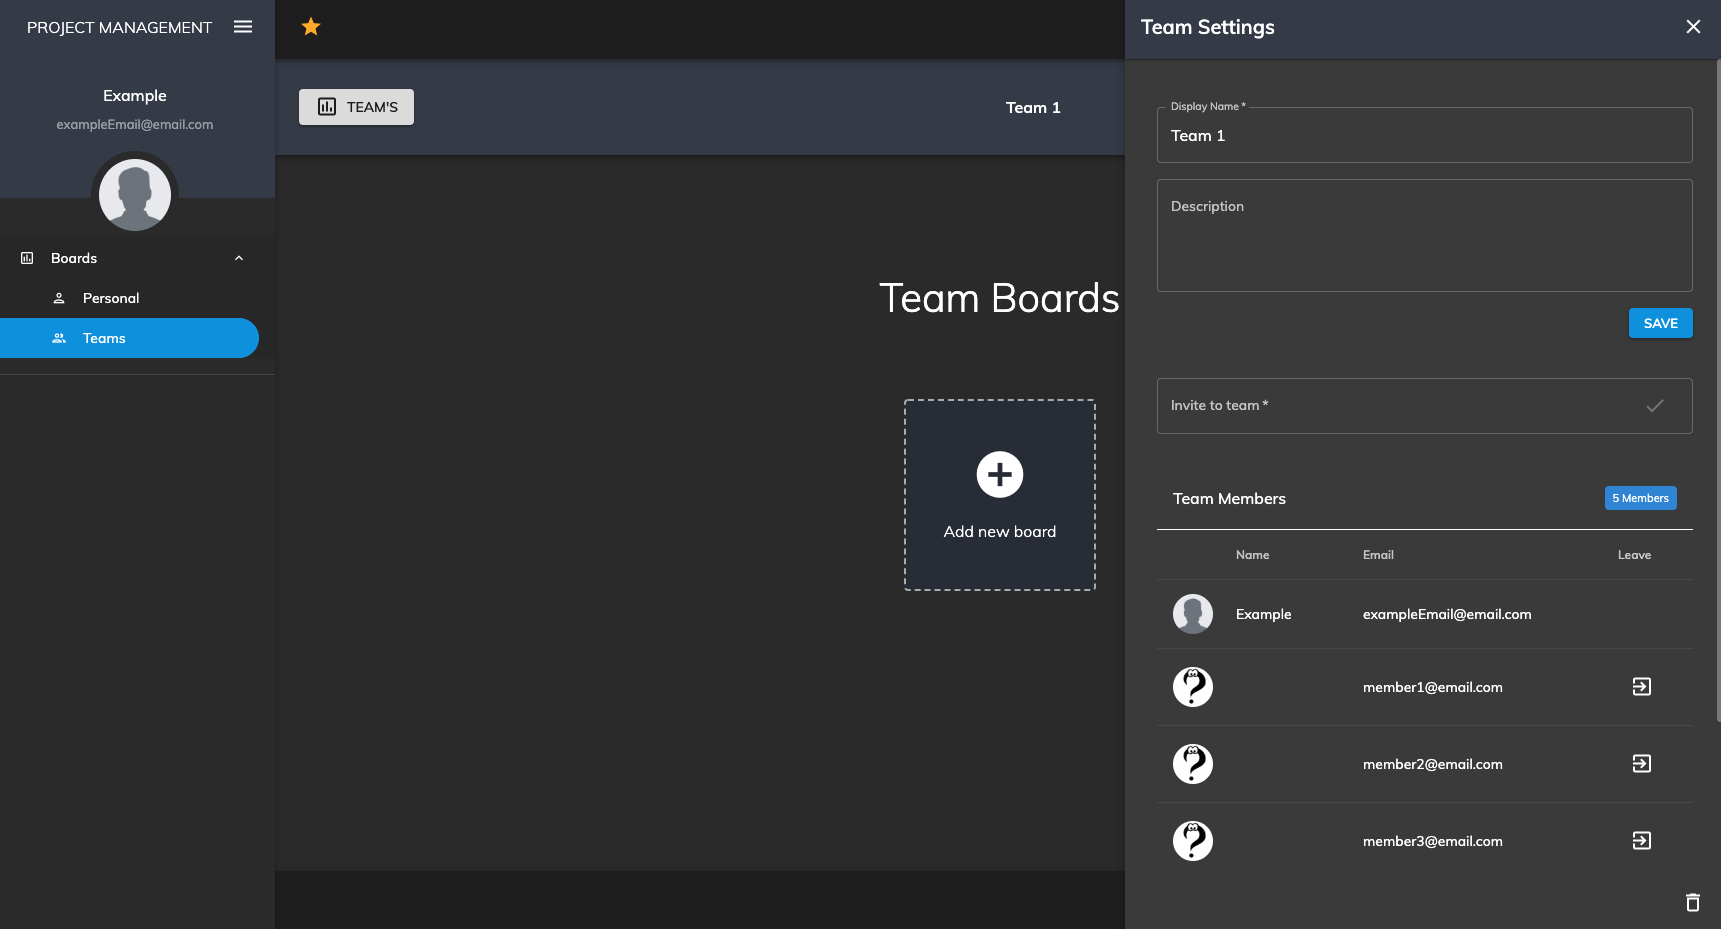 PROJECT MANAGEMENT
Example
exampleEmail@email.com
Boards
Personal
Teams
TEAM'S
Team 1
Team Boards
Add new board
Team Settings
Display Name *
Team 1
Description
SAVE
Invite to team *
Team Members
5 Members
Name Email Leave
Example exampleEmail@email.com
member1@email.com
member2@email.com
member3@email.com